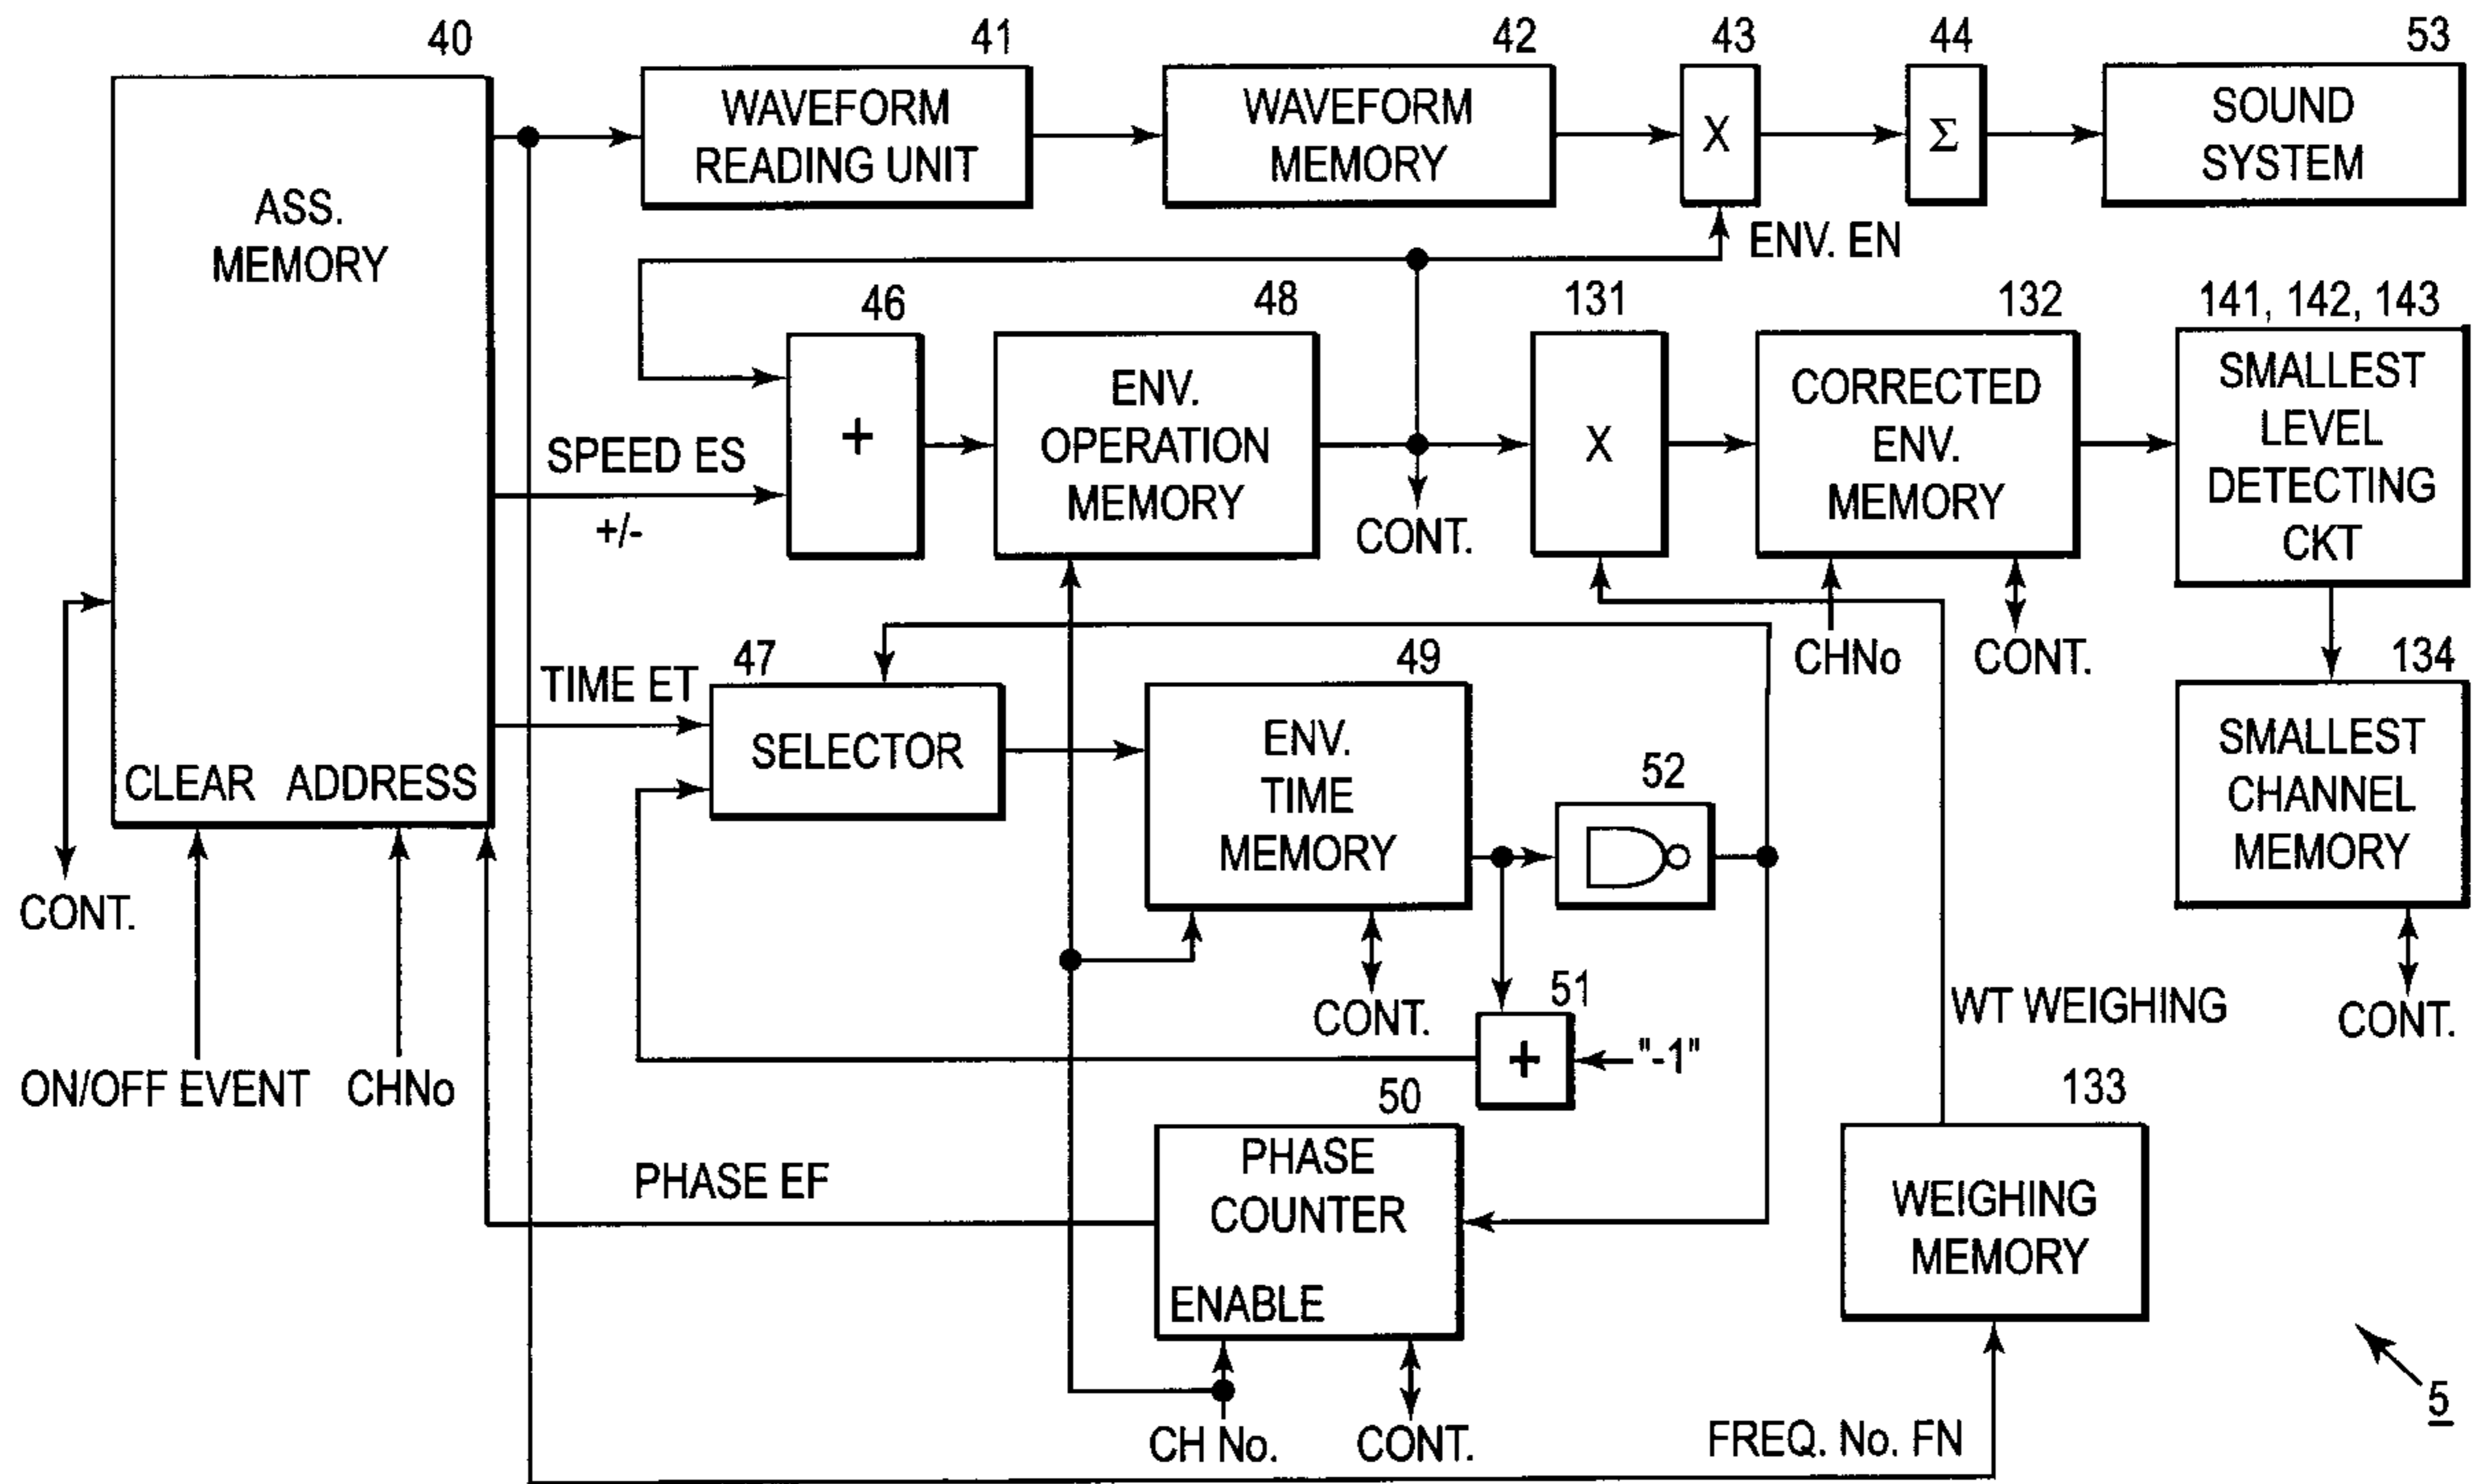 40
41
42
43
44
53
ASS.
MEMORY
WAVEFORM
READING UNIT
WAVEFORM
MEMORY
X
Σ
SOUND
SYSTEM
ENV. EN
46
48
131
132
141, 142, 143
SPEED ES
+/-
+
ENV.
OPERATION
MEMORY
CONT.
X
CORRECTED
ENV.
MEMORY
SMALLEST
LEVEL
DETECTING
CKT
CHNo
CONT.
TIME ET
47
49
134
SELECTOR
ENV.
TIME
MEMORY
52
SMALLEST
CHANNEL
MEMORY
CLEAR ADDRESS
CONT.
CONT.
51
WT WEIGHING
CONT.
ON/OFF EVENT
CHNo
+
"-1"
50
133
PHASE EF
PHASE
COUNTER
ENABLE
WEIGHING
MEMORY
CH No.
CONT.
FREQ. No. FN
5